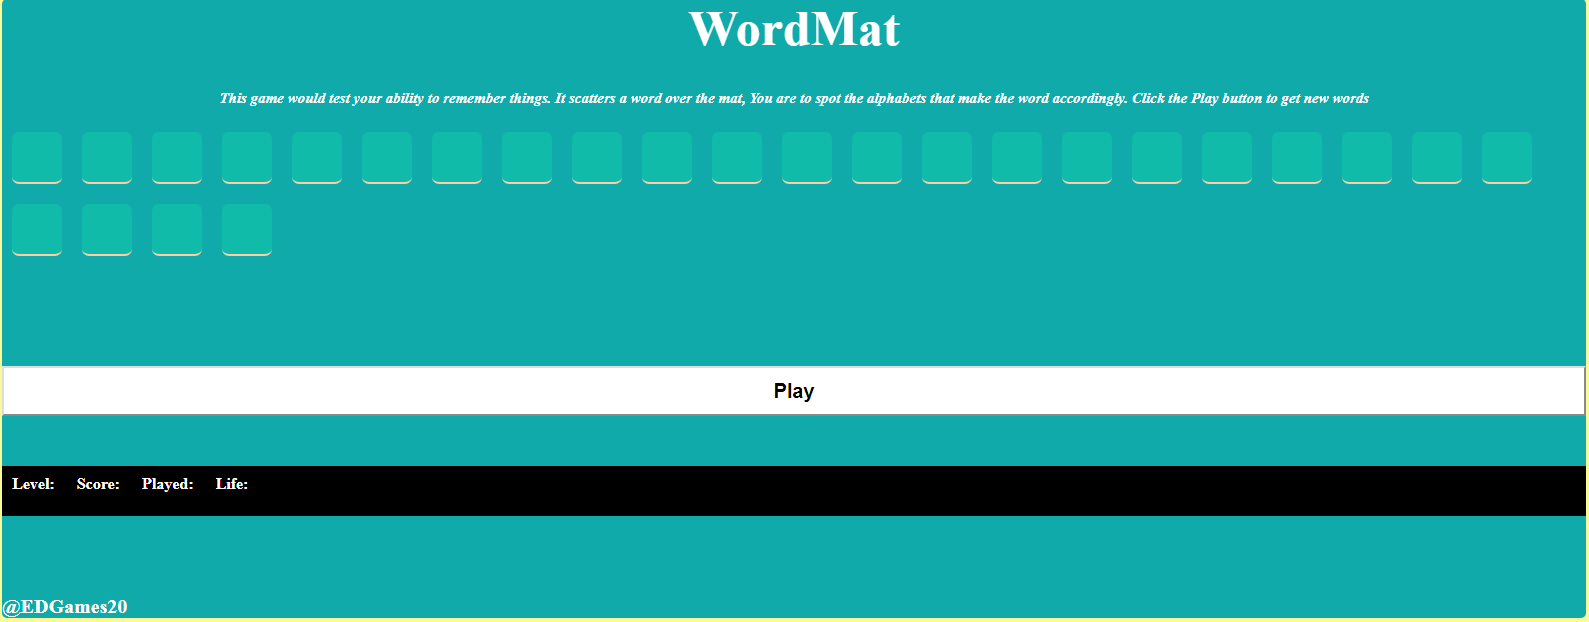 WordMat
This game would test your ability to remember things. It scatters a word over the mat, You are to spot the alphabets that make the word accordingly. Click the Play button to get new words
Play
Level: Score: Played: Life:
@EDGames20